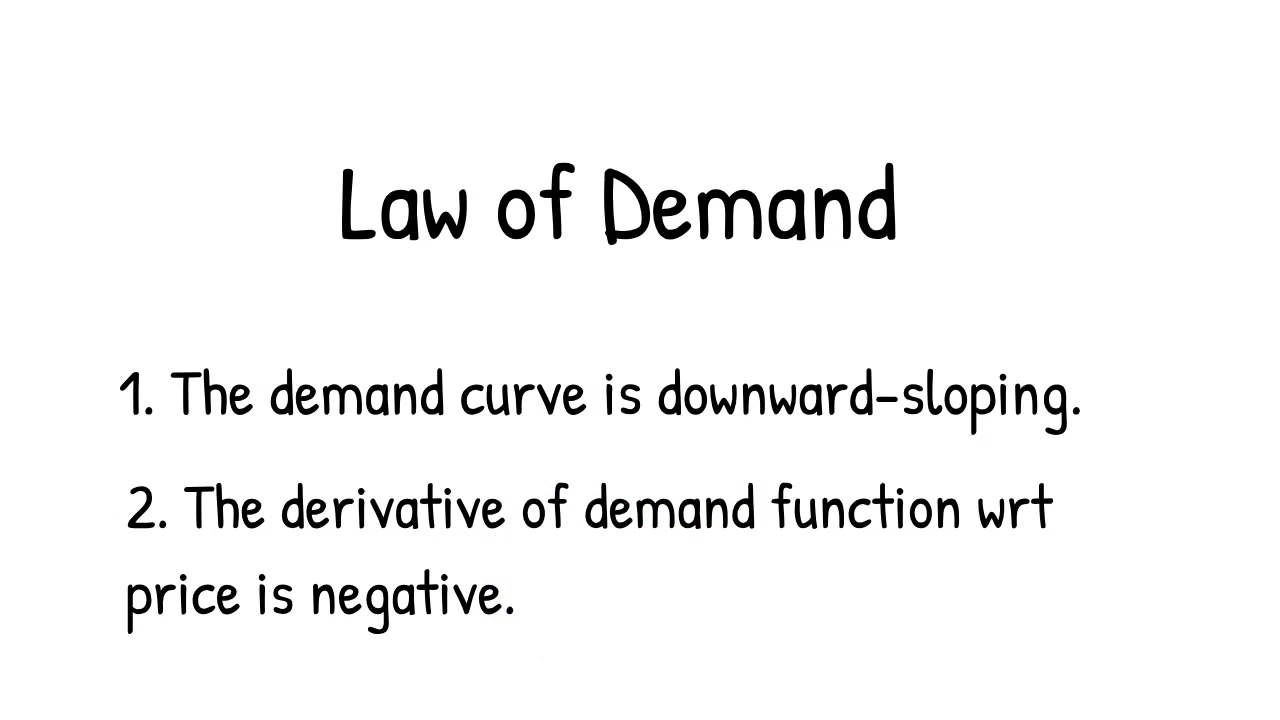 Law of Demand
1. The demand curve is downward-sloping.
2. The derivative of demand function wrt
price is negative.